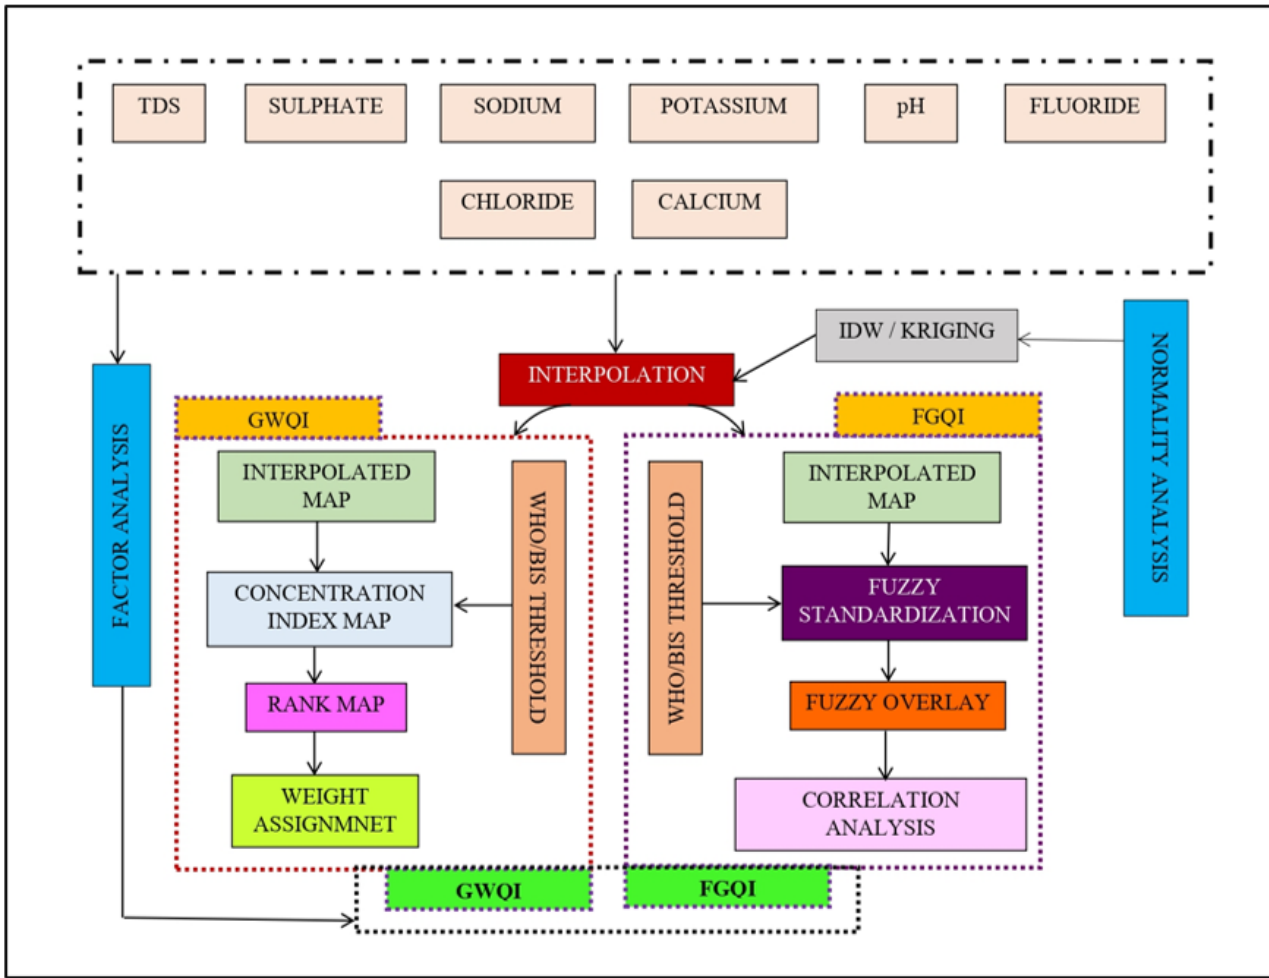 TDS
SULPHATE
SODIUM
POTASSIUM
pH
FLUORIDE
CHLORIDE
CALCIUM
IDW / KRIGING
NORMALITY ANALYSIS
INTERPOLATION
FACTOR ANALYSIS
GWQI
INTERPOLATED
MAP
WHO/BIS THRESHOLD
CONCENTRATION
INDEX MAP
RANK MAP
WEIGHT
ASSIGNMNET
FGQI
WHO/BIS THRESHOLD
INTERPOLATED
MAP
FUZZY
STANDARDIZATION
FUZZY OVERLAY
CORRELATION
ANALYSIS
GWQI
FGQI